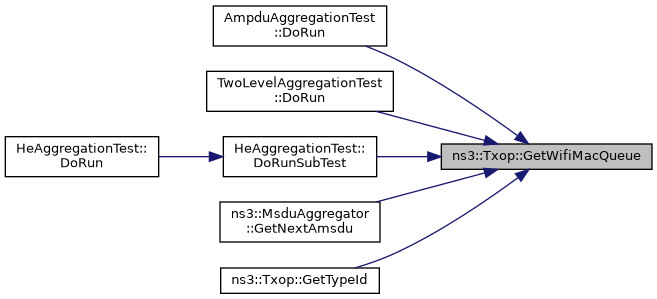 AmpduAggregationTest
::DoRun
TwoLevelAggregationTest
::DoRun
HeAggregationTest::
DoRun
HeAggregationTest::
DoRunSubTest
ns3::Txop::GetWifiMacQueue
ns3::MsduAggregator
::GetNextAmsdu
ns3::Txop::GetTypeId